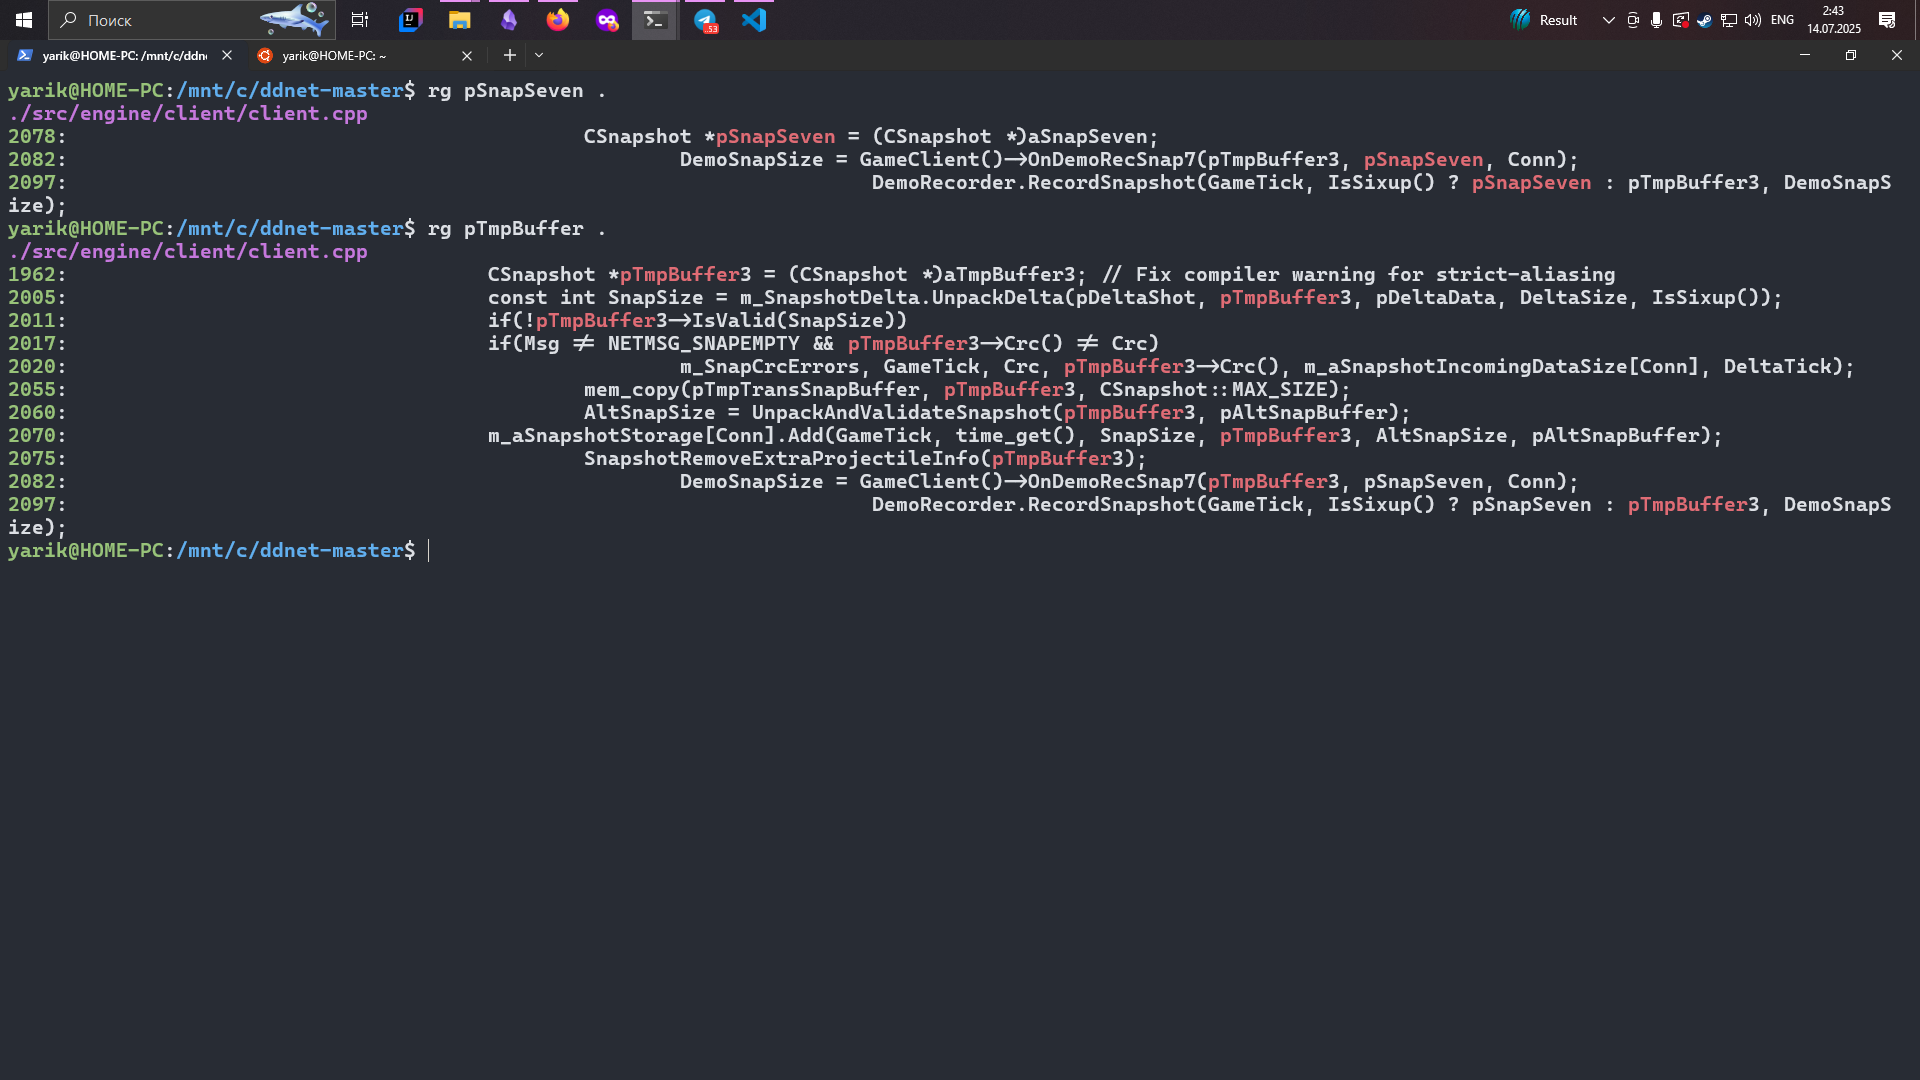 Поиск
53
Result
ENG
2:43
14.07.2025
yarik@HOME-PC: /mnt/c/ddn
yarik@HOME-PC: ~
yarik@HOME-PC:/mnt/c/ddnet-master$ rg pSnapSeven .
./src/engine/client/client.cpp
2078: CSnapshot *pSnapSeven = (CSnapshot *)aSnapSeven;
2082: DemoSnapSize = GameClient()->OnDemoRecSnap7(pTmpBuffer3, pSnapSeven, Conn);
2097: DemoRecorder.RecordSnapshot(GameTick, IsSixup() ? pSnapSeven : pTmpBuffer3, DemoSnapS
ize);
yarik@HOME-PC:/mnt/c/ddnet-master$ rg pTmpBuffer .
./src/engine/client/client.cpp
1962: CSnapshot *pTmpBuffer3 = (CSnapshot *)aTmpBuffer3; // Fix compiler warning for strict-aliasing
2005: const int SnapSize = m_SnapshotDelta.UnpackDelta(pDeltaShot, pTmpBuffer3, pDeltaData, DeltaSize, IsSixup());
2011: if(!pTmpBuffer3->IsValid(SnapSize))
2017: if(Msg != NETMSG_SNAPEMPTY && pTmpBuffer3->Crc() != Crc)
2020: m_SnapCrcErrors, GameTick, Crc, pTmpBuffer3->Crc(), m_aSnapshotIncomingDataSize[Conn], DeltaTick);
2055: mem_copy(pTmpTransSnapBuffer, pTmpBuffer3, CSnapshot::MAX_SIZE);
2060: AltSnapSize = UnpackAndValidateSnapshot(pTmpBuffer3, pAltSnapBuffer);
2070: m_aSnapshotStorage[Conn].Add(GameTick, time_get(), SnapSize, pTmpBuffer3, AltSnapSize, pAltSnapBuffer);
2075: SnapshotRemoveExtraProjectileInfo(pTmpBuffer3);
2082: DemoSnapSize = GameClient()->OnDemoRecSnap7(pTmpBuffer3, pSnapSeven, Conn);
2097: DemoRecorder.RecordSnapshot(GameTick, IsSixup() ? pSnapSeven : pTmpBuffer3, DemoSnapS
ize);
yarik@HOME-PC:/mnt/c/ddnet-master$